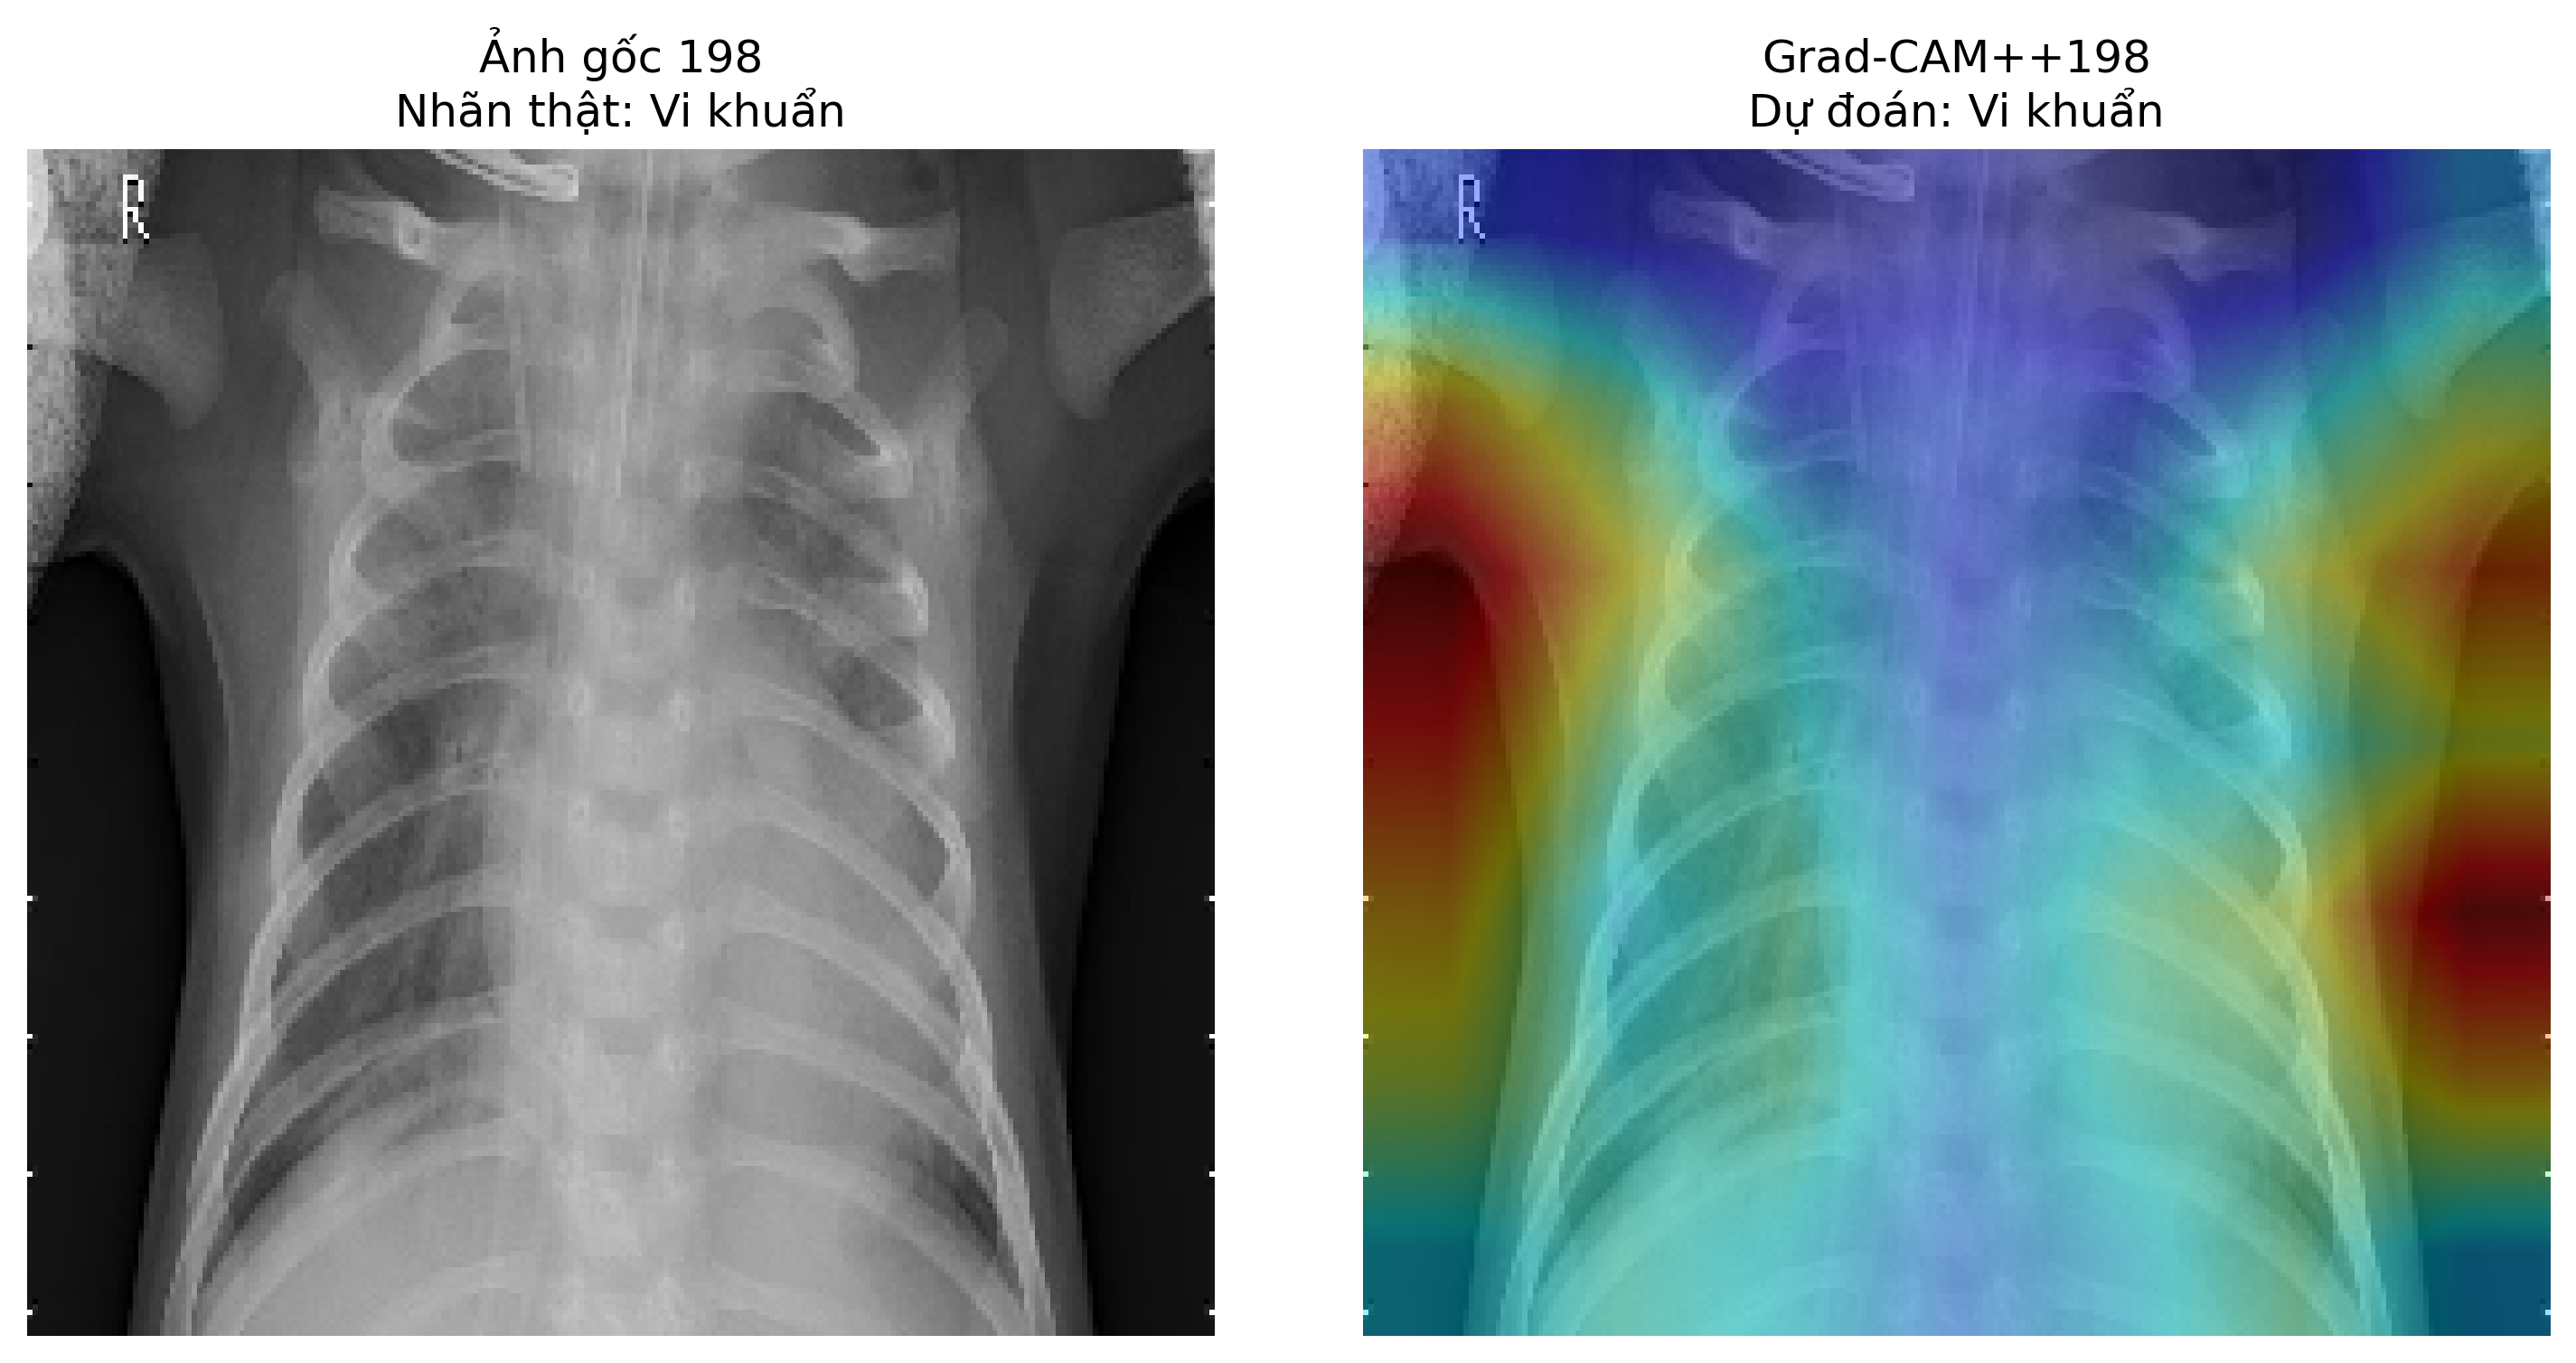 Ảnh gốc 198
Nhãn thật: Vi khuẩn
R
Grad-CAM++198
Dự đoán: Vi khuẩn
R